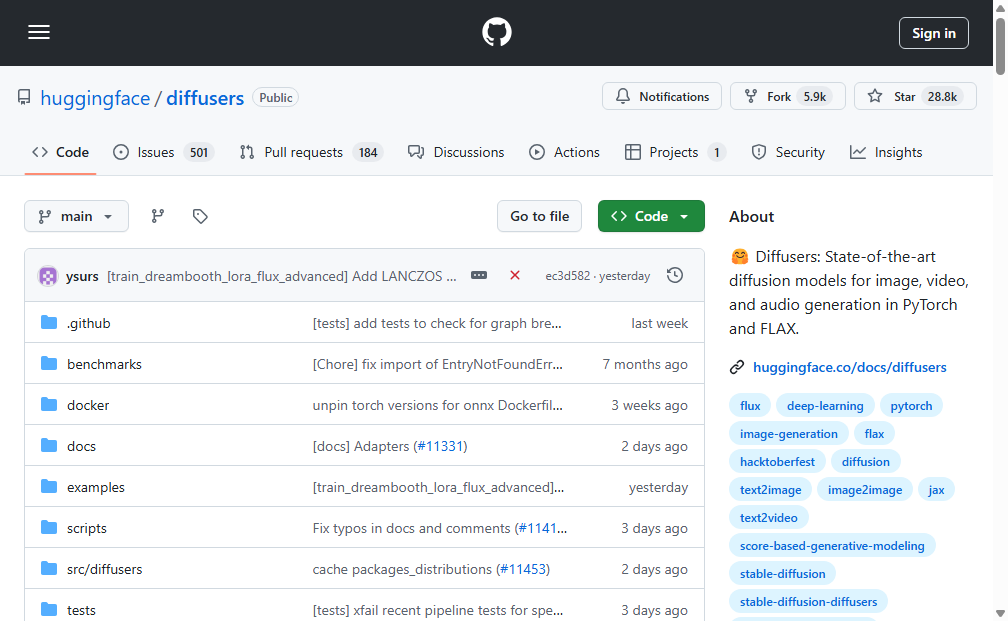 Sign in
huggingface / diffusers Public
Notifications Fork 5.9k Star 28.8k
Code Issues 501 Pull requests 184 Discussions Actions Projects 1 Security Insights
main Go to file Code
ysurs [train_dreambooth_lora_flux_advanced] Add LANCZOS ... ec3d582 · yesterday
.github [tests] add tests to check for graph bre... last week
benchmarks [Chore] fix import of EntryNotFoundErr... 7 months ago
docker unpin torch versions for onnx Dockerfil... 3 weeks ago
docs [docs] Adapters (#11331) 2 days ago
examples [train_dreambooth_lora_flux_advanced]... yesterday
scripts Fix typos in docs and comments (#1141... 3 days ago
src/diffusers cache packages_distributions (#11453) 2 days ago
tests [tests] xfail recent pipeline tests for spe... 3 days ago
About
🤗 Diffusers: State-of-the-art
diffusion models for image, video,
and audio generation in PyTorch
and FLAX.
huggingface.co/docs/diffusers
flux deep-learning pytorch
image-generation flax
hacktoberfest diffusion
text2image image2image jax
text2video
score-based-generative-modeling
stable-diffusion
stable-diffusion-diffusers